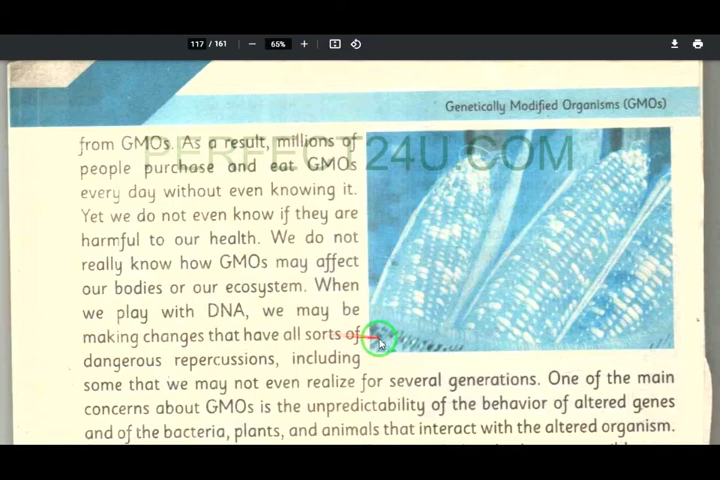 117 / 161
65%
Genetically Modified Organisms (GMOs)
PERFECT24U.COM
from GMOs. As a result, millions of
people purchase and eat GMOs
every day without even knowing it.
Yet we do not even know if they are
harmful to our health. We do not
really know how GMOs may affect
our bodies or our ecosystem. When
we play with DNA, we may be
making changes that have all sorts of
dangerous repercussions, including
some that we may not even realize for several generations. One of the main
concerns about GMOs is the unpredictability of the behavior of altered genes
and of the bacteria, plants, and animals that interact with the altered organism.